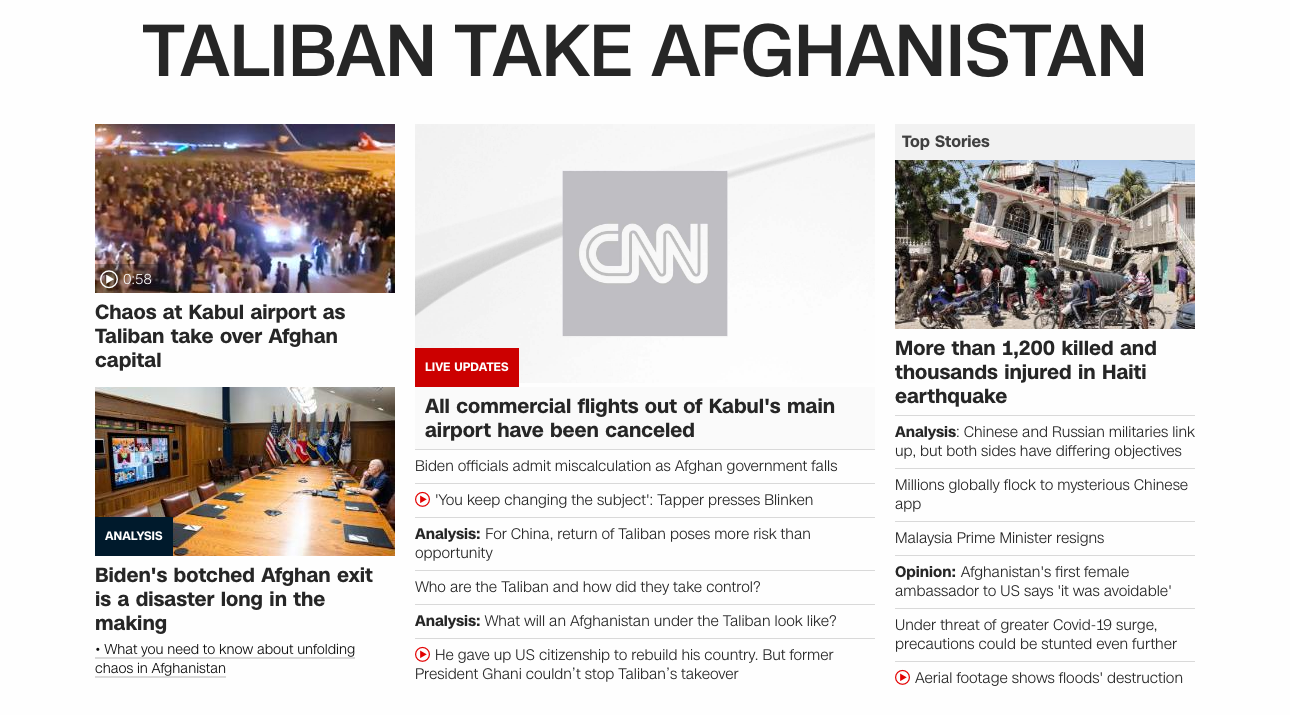 TALIBAN TAKE AFGHANISTAN
0:58
Chaos at Kabul airport as
Taliban take over Afghan
capital
ANALYSIS
Biden's botched Afghan exit
is a disaster long in the
making
• What you need to know about unfolding
chaos in Afghanistan
CNN
LIVE UPDATES
All commercial flights out of Kabul's main
airport have been canceled
Biden officials admit miscalculation as Afghan government falls
'You keep changing the subject': Tapper presses Blinken
Analysis: For China, return of Taliban poses more risk than
opportunity
Who are the Taliban and how did they take control?
Analysis: What will an Afghanistan under the Taliban look like?
He gave up US citizenship to rebuild his country. But former
President Ghani couldn’t stop Taliban’s takeover
Top Stories
More than 1,200 killed and
thousands injured in Haiti
earthquake
Analysis: Chinese and Russian militaries link
up, but both sides have differing objectives
Millions globally flock to mysterious Chinese
app
Malaysia Prime Minister resigns
Opinion: Afghanistan's first female
ambassador to US says 'it was avoidable'
Under threat of greater Covid-19 surge,
precautions could be stunted even further
Aerial footage shows floods' destruction